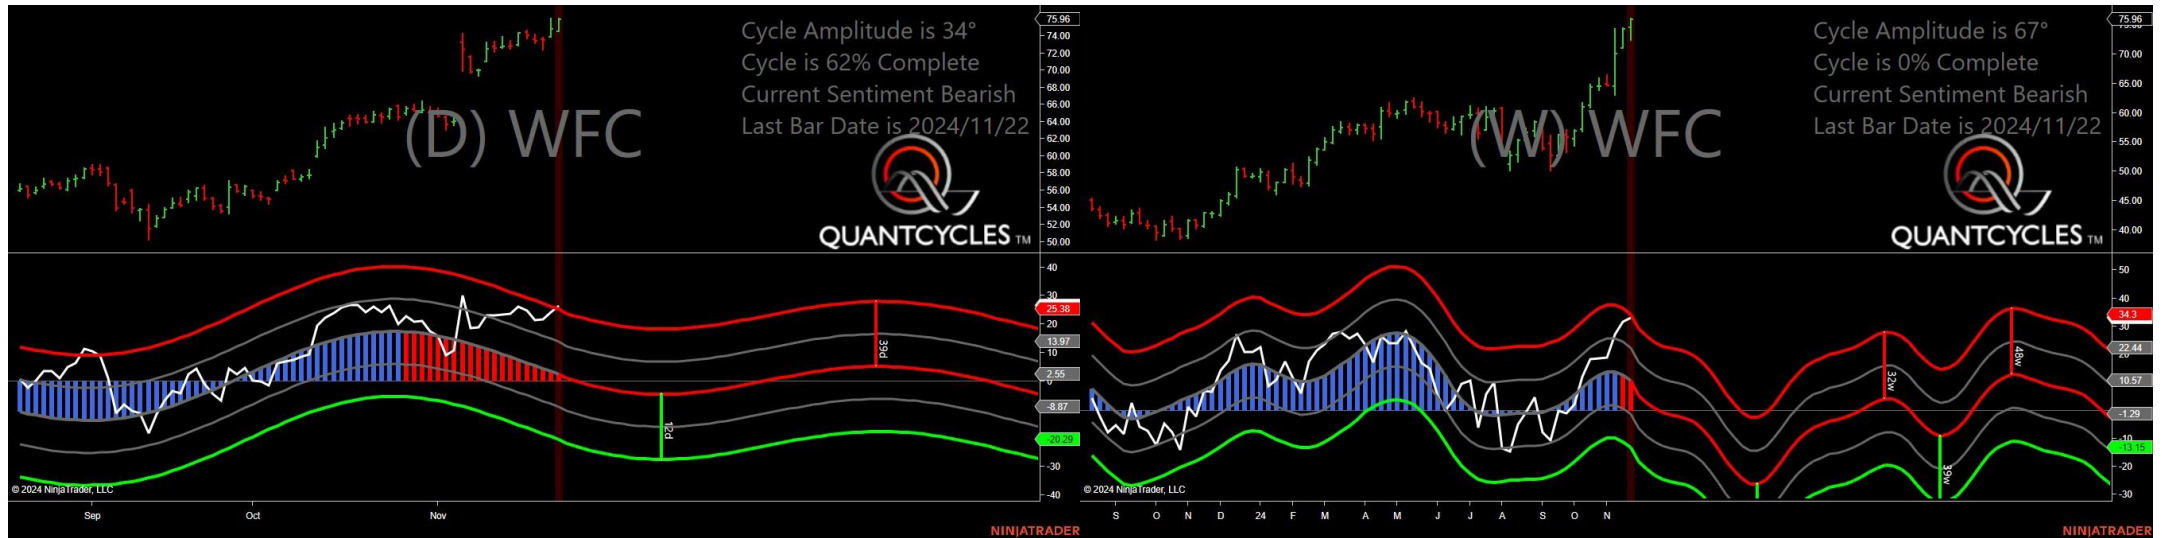 75.96
74.00
72.00
70.00
68.00
66.00
64.00
62.00
60.00
58.00
56.00
54.00
52.00
50.00
Cycle Amplitude is 34°
Cycle is 62% Complete
Current Sentiment Bearish
Last Bar Date is 2024/11/22
(D) WFC
QUANTCYCLES TM
40
25.38
20
13.97
10
2.55
-8.87
-20.29
-30
-40
39d
12d
© 2024 NinjaTrader, LLC
Sep Oct Nov
NINJATRADER
75.96
70.00
65.00
60.00
55.00
50.00
45.00
40.00
Cycle Amplitude is 67°
Cycle is 0% Complete
Current Sentiment Bearish
Last Bar Date is 2024/11/22
(W) WFC
QUANTCYCLES TM
50
40
34.3
30
22.44
10.57
-1.29
-10
-13.15
-20
-30
32w
48w
39w
© 2024 NinjaTrader, LLC
S O N D 24 F M A M J J A S O N
NINJATRADER